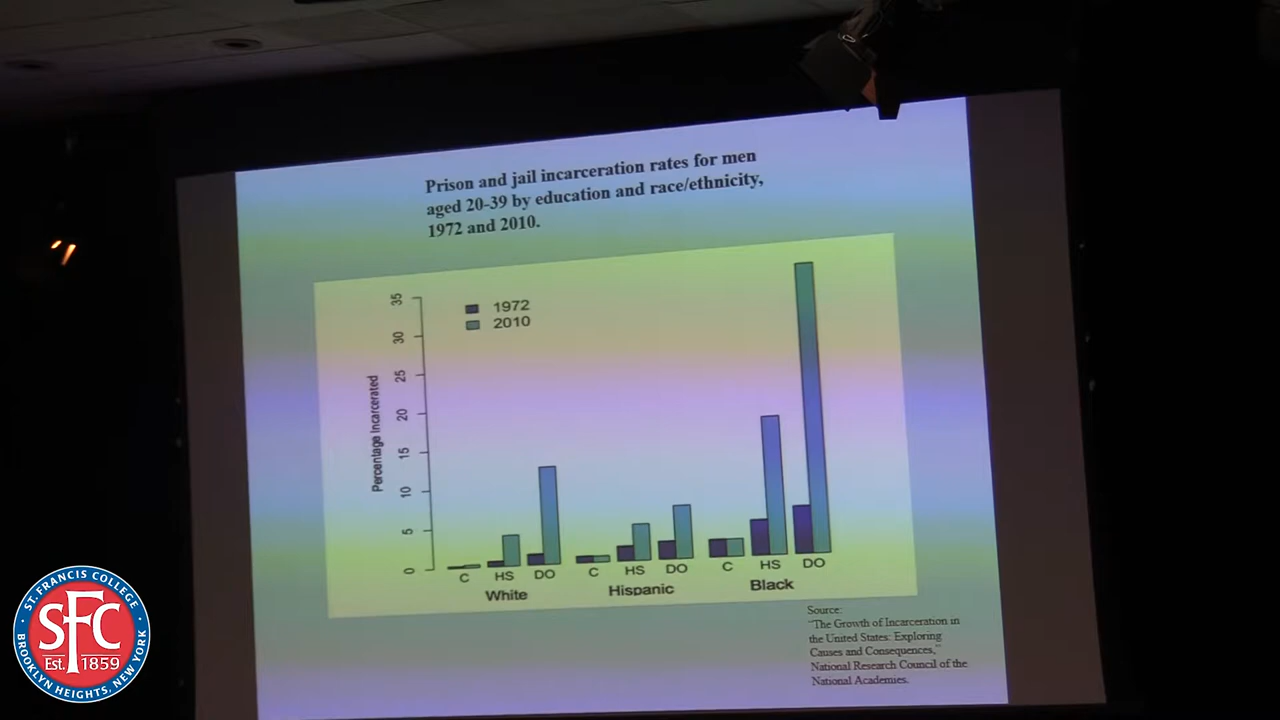 Prison and jail incarceration rates for men
aged 20-39 by education and race/ethnicity,
1972 and 2010.
1972
2010
Percentage Incarcerated
35
30
25
20
15
10
5
0
C HS DO C HS DO C HS DO
White Hispanic Black
Source:
"The Growth of Incarceration in
the United States: Exploring
Causes and Consequences,"
National Research Council of the
National Academies.
ST. FRANCIS COLLEGE
SFC
Est. 1859
BROOKLYN HEIGHTS, NEW YORK